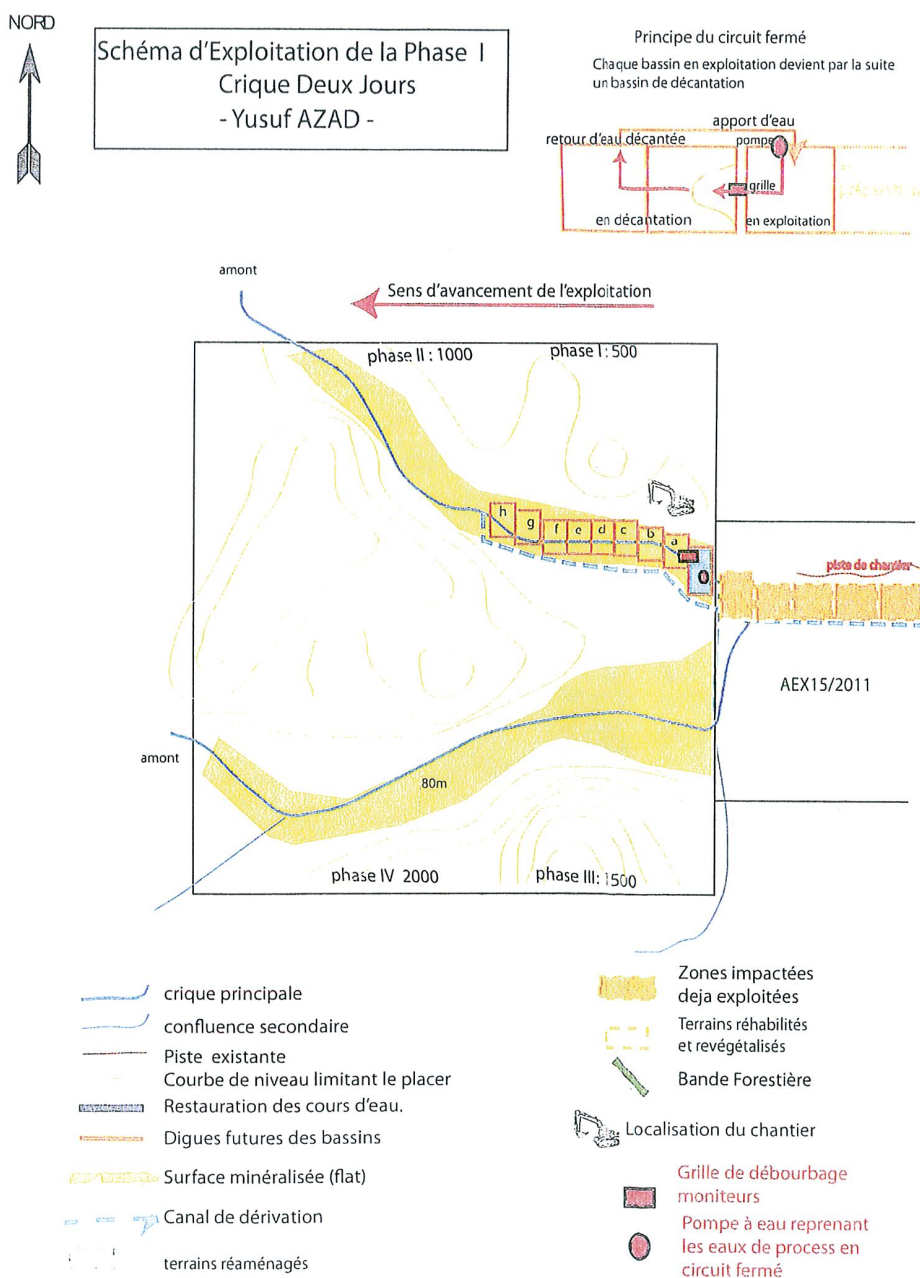 NORD
Schéma d'Exploitation de la Phase I
Crique Deux Jours
- Yusuf AZAD -
Principe du circuit fermé
Chaque bassin en exploitation devient par la suite
un bassin de décantation
apport d'eau
retour d'eau décantée
pompe
grille
en décantation
en exploitation
amont
Sens d'avancement de l'exploitation
phase II : 1000
phase I : 500
h
g
f
e
d
c
b
a
piste de chantier
AEX15/2011
amont
80m
phase IV 2000
phase III: 1500
crique principale
confluence secondaire
Piste existante
Courbe de niveau limitant le placer
Restauration des cours d'eau.
Digues futures des bassins
Surface minéralisée (flat)
Canal de dérivation
terrains réaménagés
Zones impactées
deja exploitées
Terrains réhabilités
et revégétalisés
Bande Forestière
Localisation du chantier
Grille de débourbage
moniteurs
Pompe à eau reprenant
les eaux de process en
circuit fermé